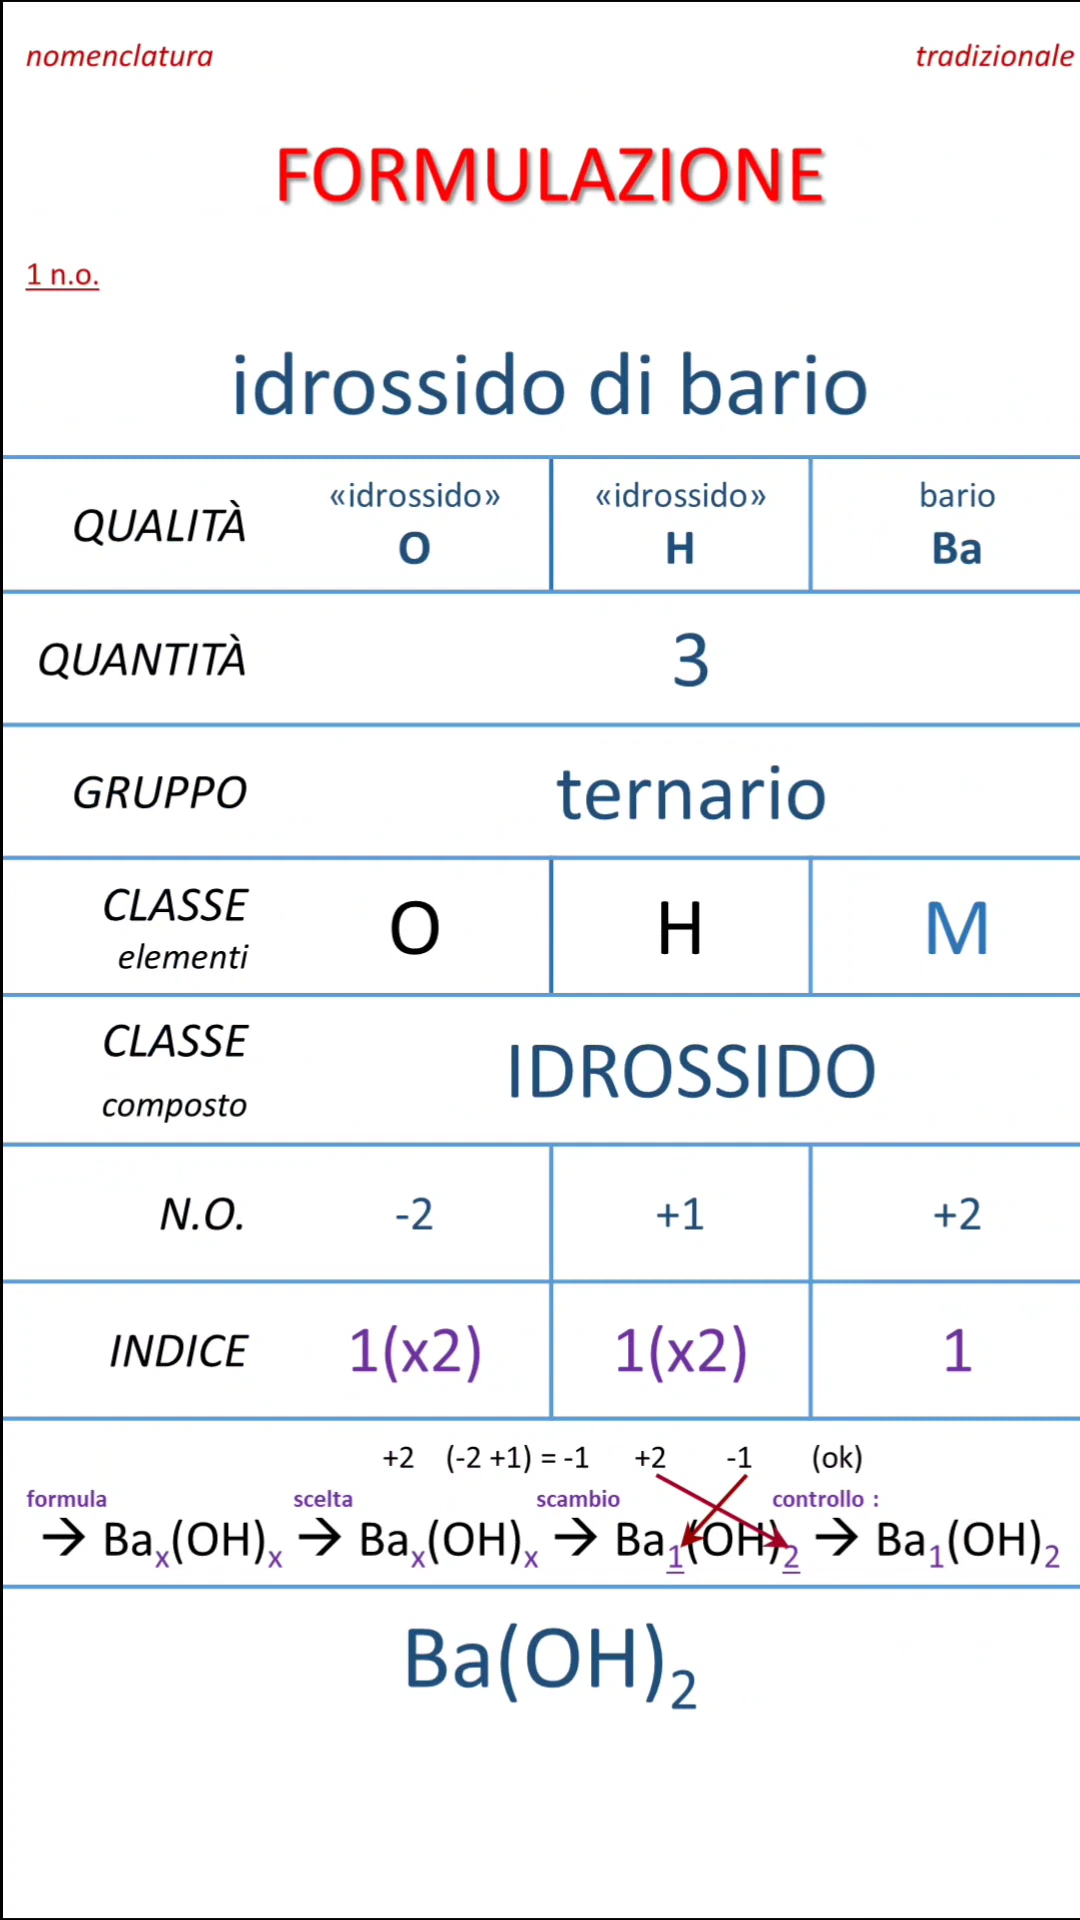 nomenclatura tradizionale
FORMULAZIONE
1 n.o.
idrossido di bario
QUALITÀ «idrossido» O «idrossido» H bario Ba
QUANTITÀ 3
GRUPPO ternario
CLASSE elementi O H M
CLASSE composto IDROSSIDO
N.O. -2 +1 +2
INDICE 1(x2) 1(x2) 1
+2 (-2 +1) = -1 +2 -1 (ok)
formula scelta scambio controllo :
→ Baₓ(OH)ₓ → Baₓ(OH)ₓ → Ba₁(OH)₂ → Ba₁(OH)₂
Ba(OH)₂